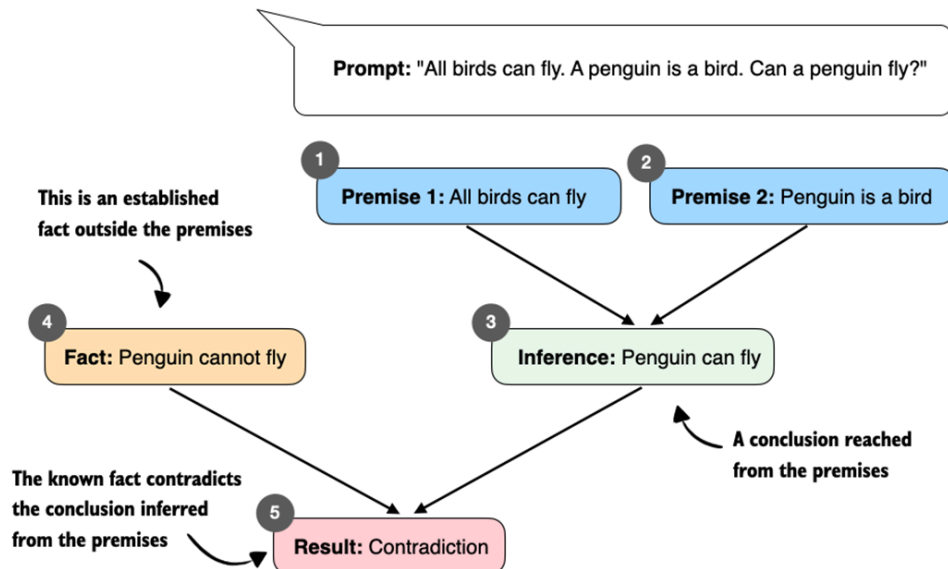 Prompt: "All birds can fly. A penguin is a bird. Can a penguin fly?"
1
2
Premise 1: All birds can fly
Premise 2: Penguin is a bird
This is an established
fact outside the premises
4
3
Fact: Penguin cannot fly
Inference: Penguin can fly
A conclusion reached
from the premises
The known fact contradicts
the conclusion inferred
from the premises
5
Result: Contradiction